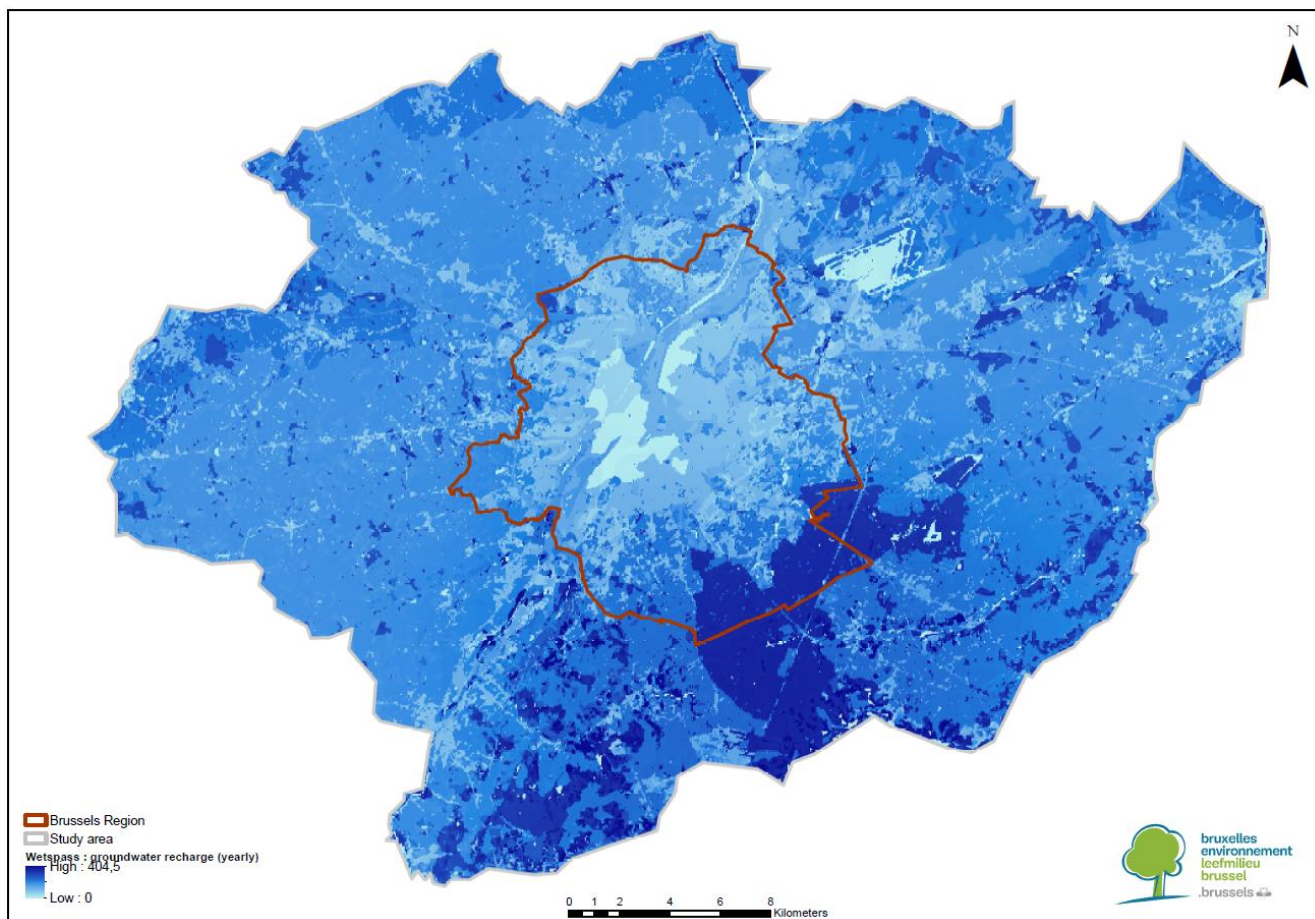 N
Brussels Region
Study area
Wetspass : groundwater recharge (yearly)
High : 404,5
Low : 0
0 1 2 4 6 8
Kilometers
bruxelles
environnement
leefmilieu
brussel
.brussels